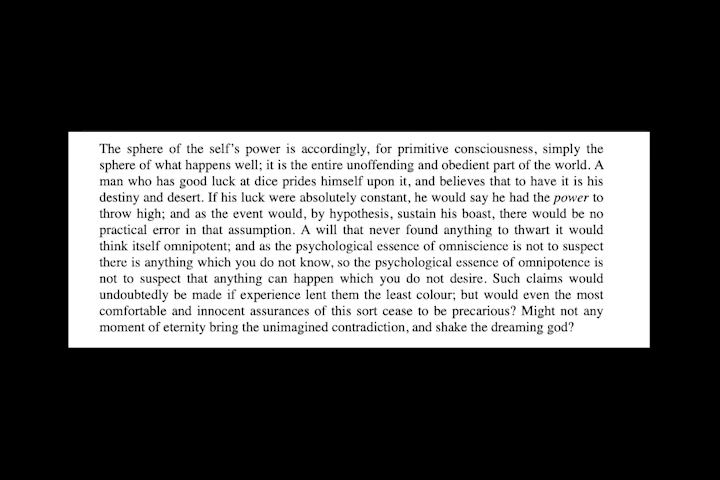 The sphere of the self's power is accordingly, for primitive consciousness, simply the
sphere of what happens well; it is the entire unoffending and obedient part of the world. A
man who has good luck at dice prides himself upon it, and believes that to have it is his
destiny and desert. If his luck were absolutely constant, he would say he had the power to
throw high; and as the event would, by hypothesis, sustain his boast, there would be no
practical error in that assumption. A will that never found anything to thwart it would
think itself omnipotent; and as the psychological essence of omniscience is not to suspect
there is anything which you do not know, so the psychological essence of omnipotence is
not to suspect that anything can happen which you do not desire. Such claims would
undoubtedly be made if experience lent them the least colour; but would even the most
comfortable and innocent assurances of this sort cease to be precarious? Might not any
moment of eternity bring the unimagined contradiction, and shake the dreaming god?